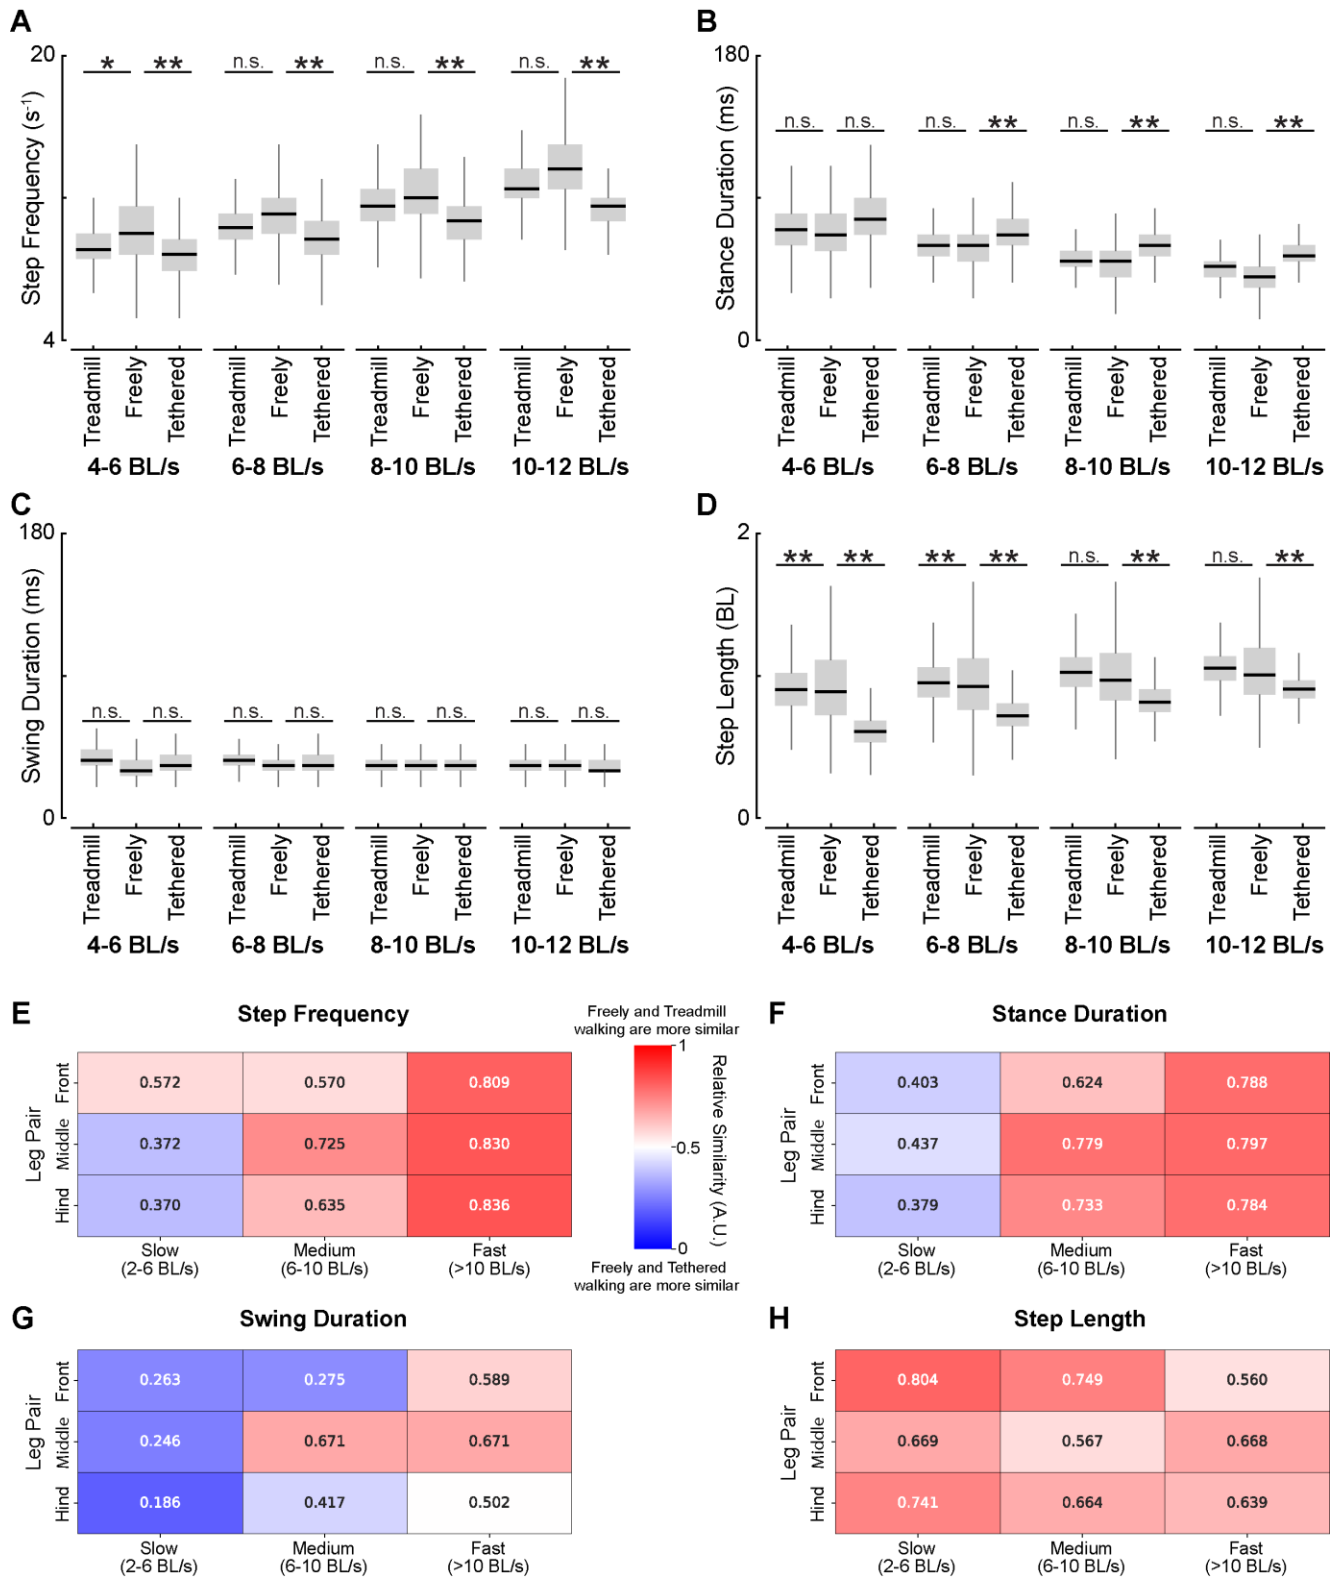 A
20
Step Frequency (s-1)
4
* ** n.s. ** n.s. ** n.s. **
Treadmill Freely Tethered Treadmill Freely Tethered Treadmill Freely Tethered Treadmill Freely Tethered
4-6 BL/s 6-8 BL/s 8-10 BL/s 10-12 BL/s
B
180
Stance Duration (ms)
0
n.s. n.s. n.s. ** n.s. ** n.s. **
Treadmill Freely Tethered Treadmill Freely Tethered Treadmill Freely Tethered Treadmill Freely Tethered
4-6 BL/s 6-8 BL/s 8-10 BL/s 10-12 BL/s
C
180
Swing Duration (ms)
0
n.s. n.s. n.s. n.s. n.s. n.s. n.s. n.s.
Treadmill Freely Tethered Treadmill Freely Tethered Treadmill Freely Tethered Treadmill Freely Tethered
4-6 BL/s 6-8 BL/s 8-10 BL/s 10-12 BL/s
D
2
Step Length (BL)
0
** ** ** ** n.s. ** n.s. **
Treadmill Freely Tethered Treadmill Freely Tethered Treadmill Freely Tethered Treadmill Freely Tethered
4-6 BL/s 6-8 BL/s 8-10 BL/s 10-12 BL/s
E
Step Frequency
Leg Pair
Front 0.572 0.570 0.809
Middle 0.372 0.725 0.830
Hind 0.370 0.635 0.836
Slow Medium Fast
(2-6 BL/s) (6-10 BL/s) (>10 BL/s)
Freely and Treadmill
walking are more similar
1
0.5
0
Relative Similarity (A.U.)
Freely and Tethered
walking are more similar
F
Stance Duration
Leg Pair
Front 0.403 0.624 0.788
Middle 0.437 0.779 0.797
Hind 0.379 0.733 0.784
Slow Medium Fast
(2-6 BL/s) (6-10 BL/s) (>10 BL/s)
G
Swing Duration
Leg Pair
Front 0.263 0.275 0.589
Middle 0.246 0.671 0.671
Hind 0.186 0.417 0.502
Slow Medium Fast
(2-6 BL/s) (6-10 BL/s) (>10 BL/s)
H
Step Length
Leg Pair
Front 0.804 0.749 0.560
Middle 0.669 0.567 0.668
Hind 0.741 0.664 0.639
Slow Medium Fast
(2-6 BL/s) (6-10 BL/s) (>10 BL/s)